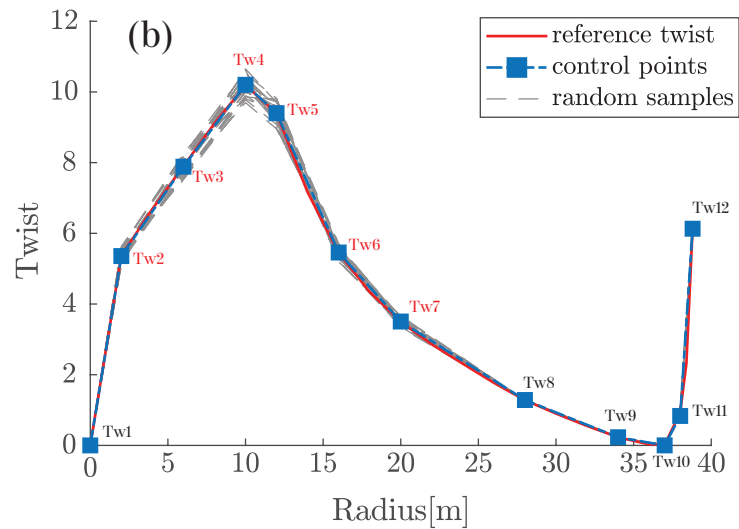 (b)
reference twist
control points
random samples
12
10
8
6
4
2
0
Twist
Tw1
Tw2
Tw3
Tw4
Tw5
Tw6
Tw7
Tw8
Tw9
Tw10
Tw11
Tw12
0 5 10 15 20 25 30 35 40
Radius[m]